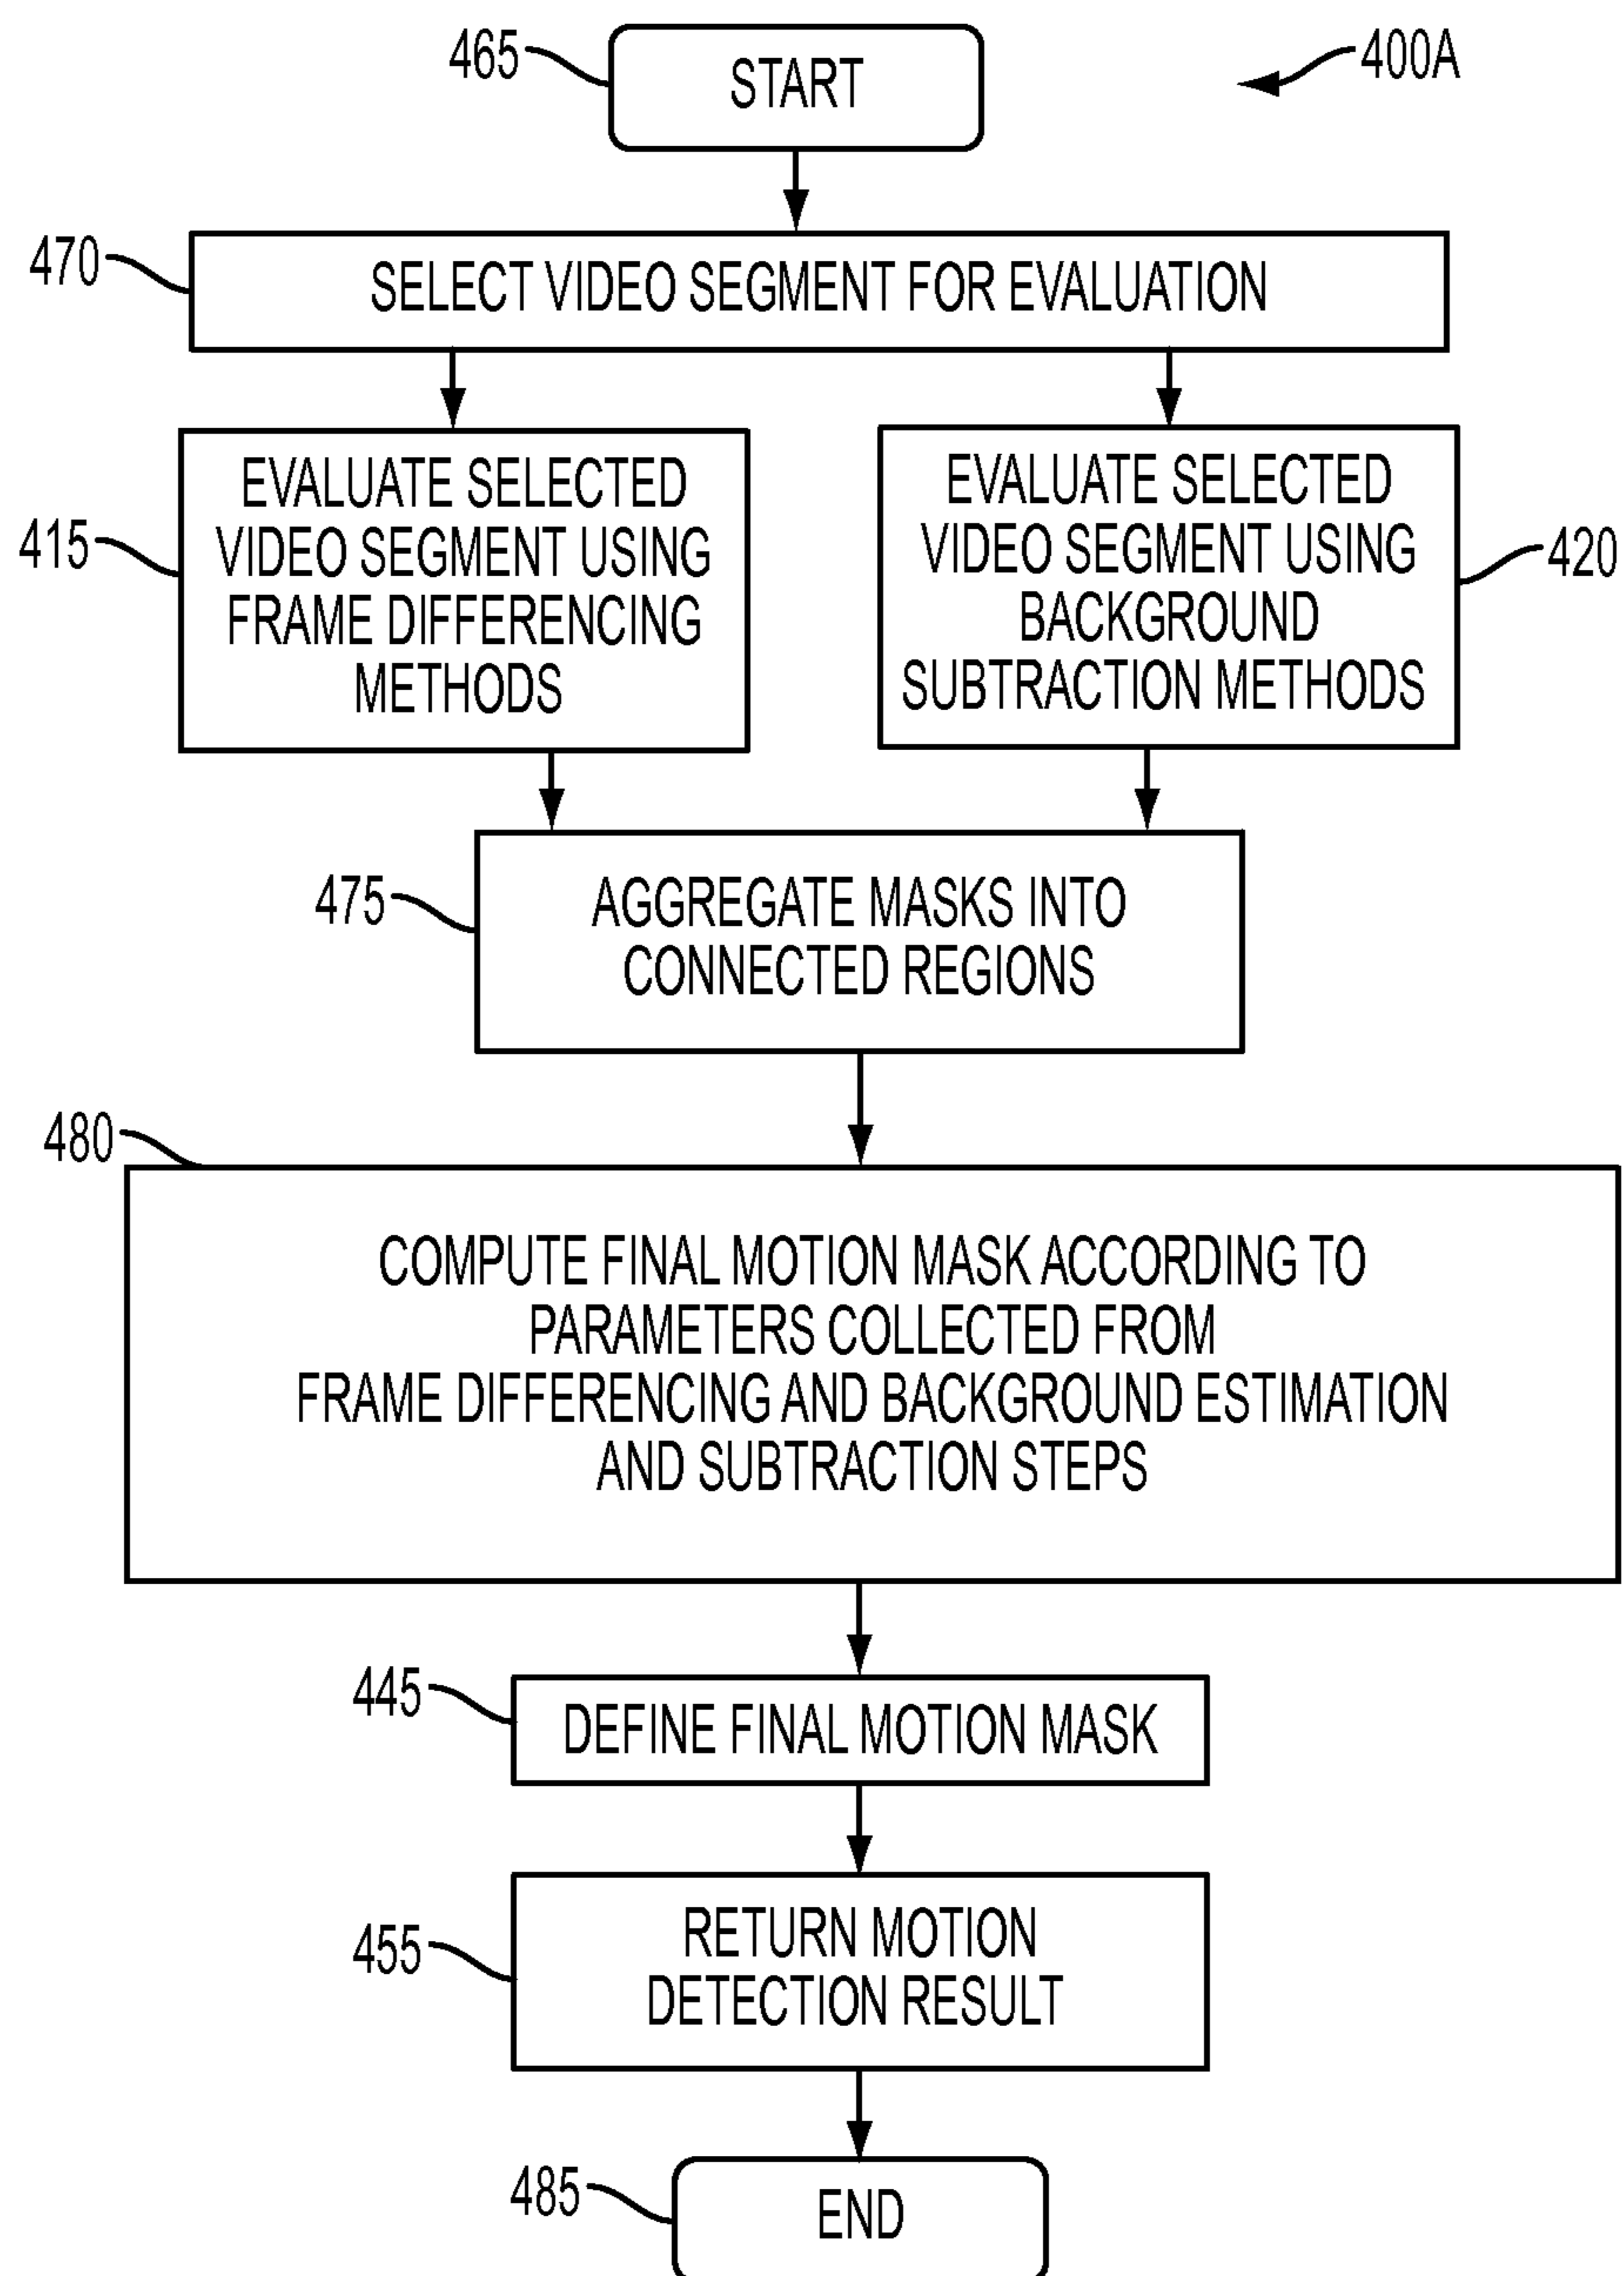 465
START
400A
470
SELECT VIDEO SEGMENT FOR EVALUATION
415
EVALUATE SELECTED
VIDEO SEGMENT USING
FRAME DIFFERENCING
METHODS
EVALUATE SELECTED
VIDEO SEGMENT USING
BACKGROUND
SUBTRACTION METHODS
420
475
AGGREGATE MASKS INTO
CONNECTED REGIONS
480
COMPUTE FINAL MOTION MASK ACCORDING TO
PARAMETERS COLLECTED FROM
FRAME DIFFERENCING AND BACKGROUND ESTIMATION
AND SUBTRACTION STEPS
445
DEFINE FINAL MOTION MASK
455
RETURN MOTION
DETECTION RESULT
485
END